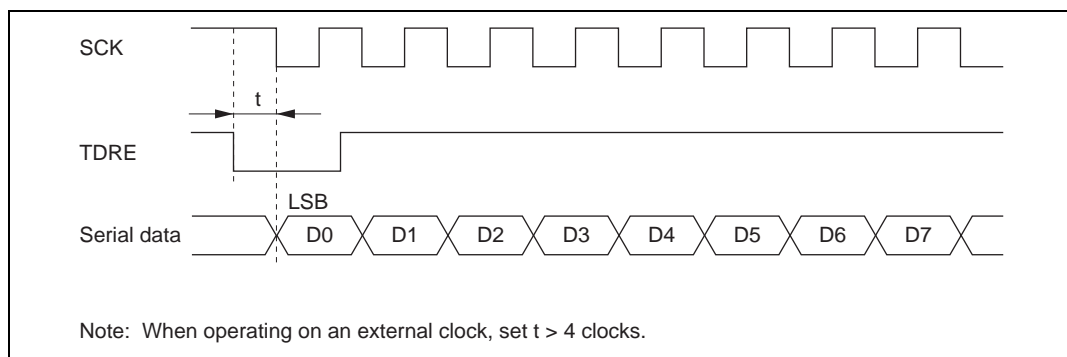 SCK
t
TDRE
LSB
Serial data D0 D1 D2 D3 D4 D5 D6 D7
Note: When operating on an external clock, set t > 4 clocks.